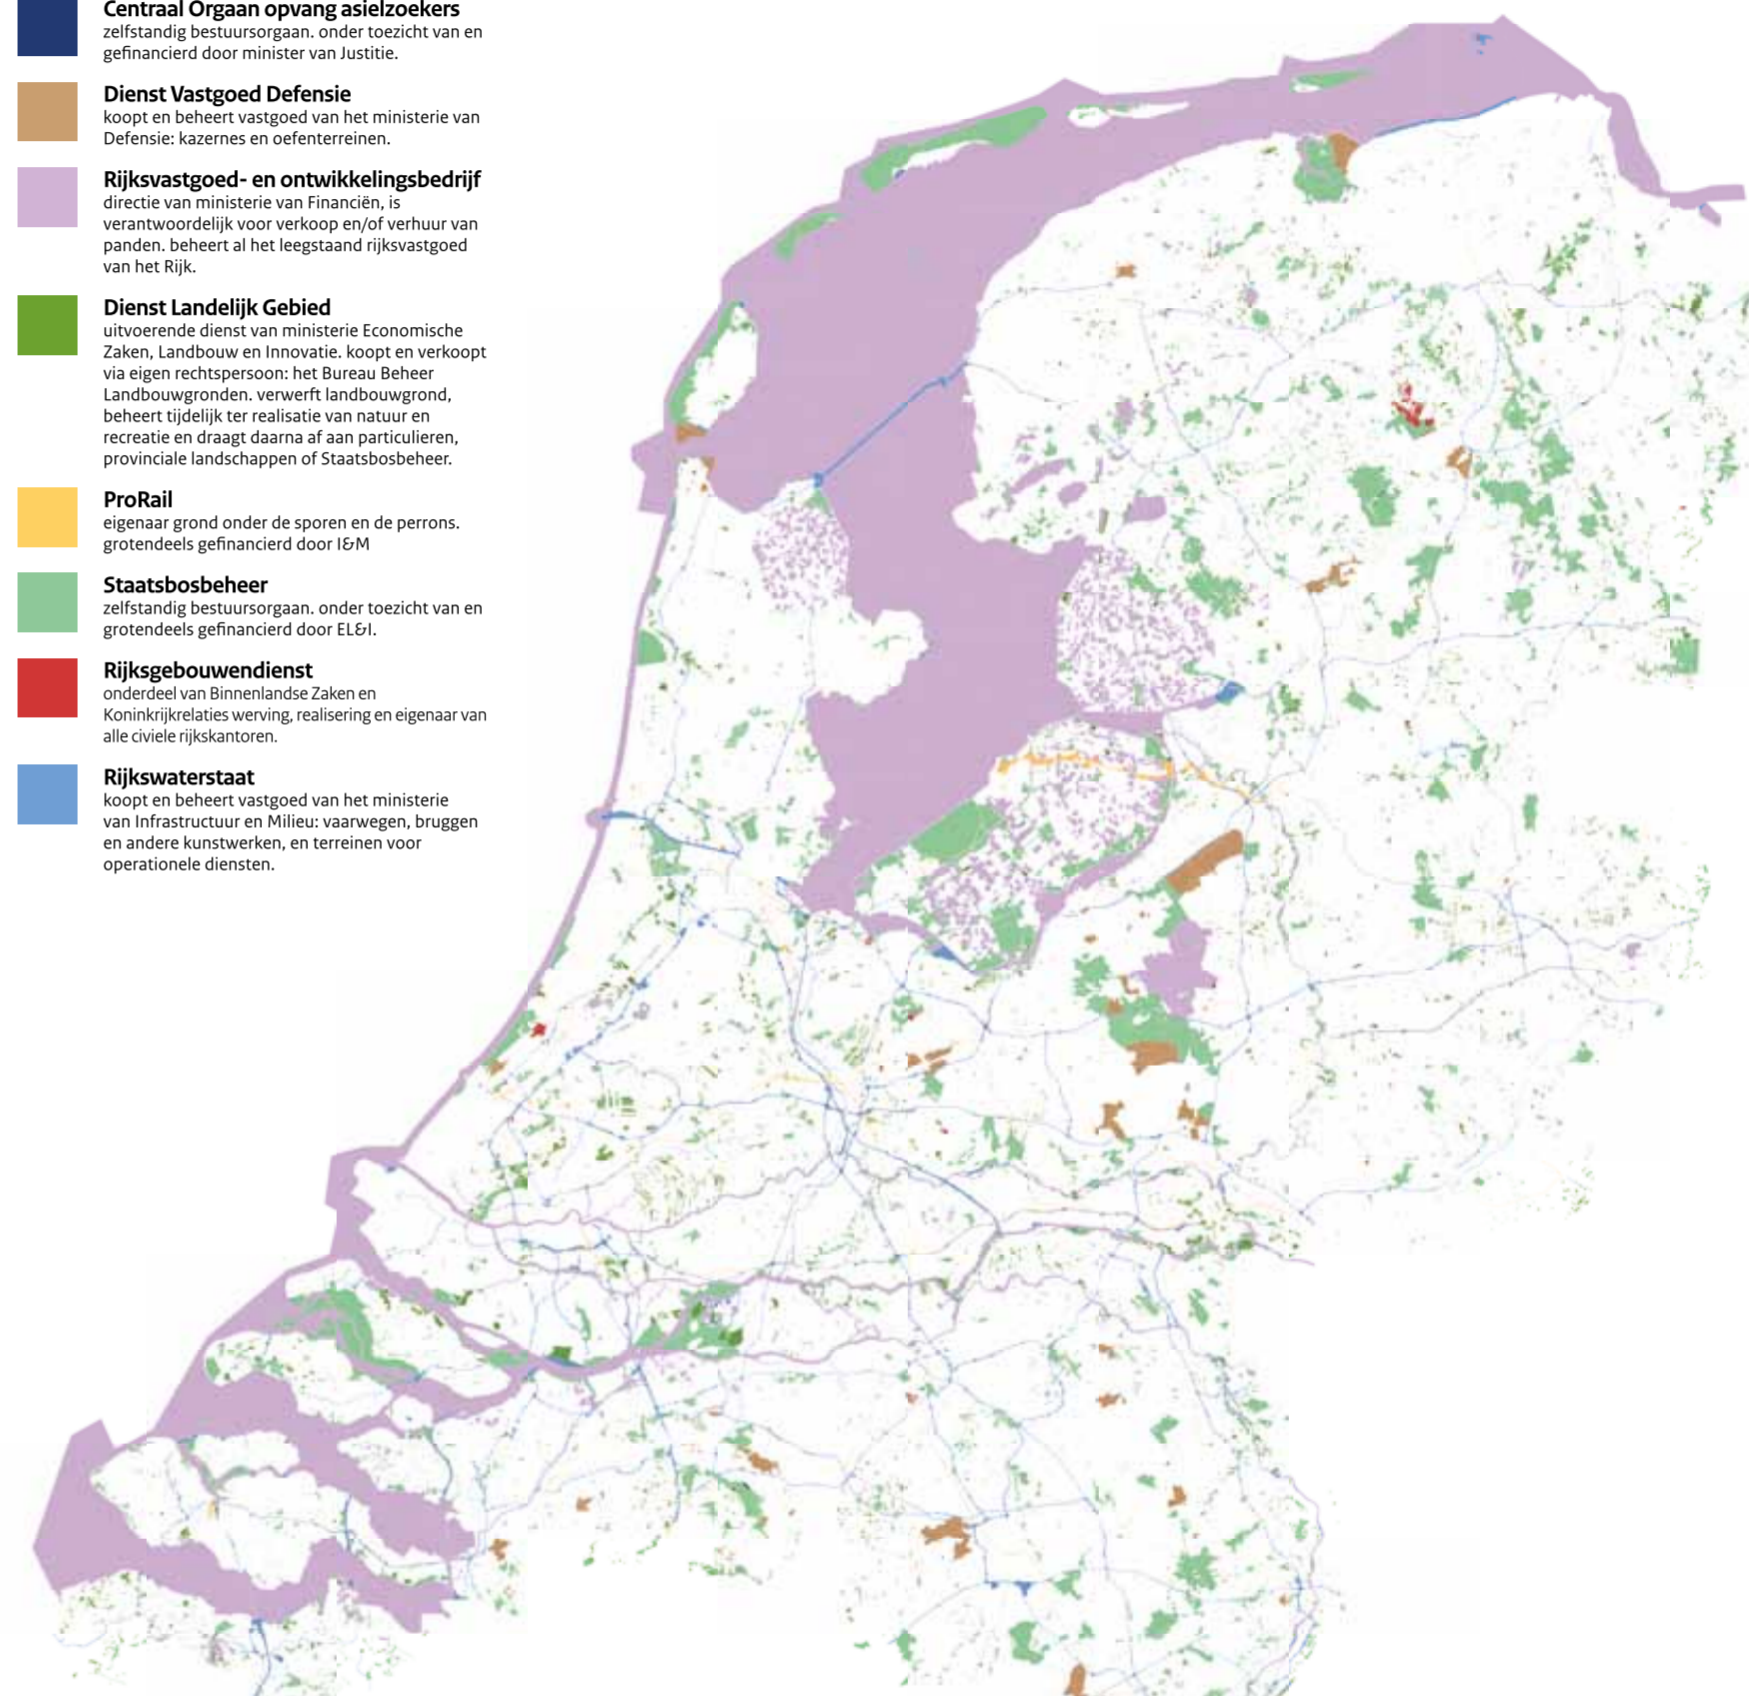 Centraal Orgaan opvang asielzoekers
zelfstandig bestuursorgaan. onder toezicht van en
gefinancierd door minister van Justitie.
Dienst Vastgoed Defensie
koopt en beheert vastgoed van het ministerie van
Defensie: kazernes en oefenterreinen.
Rijksvastgoed- en ontwikkelingsbedrijf
directie van ministerie van Financiën, is
verantwoordelijk voor verkoop en/of verhuur van
panden. beheert al het leegstaand rijksvastgoed
van het Rijk.
Dienst Landelijk Gebied
uitvoerende dienst van ministerie Economische
Zaken, Landbouw en Innovatie. koopt en verkoopt
via eigen rechtspersoon: het Bureau Beheer
Landbouwgronden. verwerft landbouwgrond,
beheert tijdelijk ter realisatie van natuur en
recreatie en draagt daarna af aan particulieren,
provinciale landschappen of Staatsbosbeheer.
ProRail
eigenaar grond onder de sporen en de perrons.
grotendeels gefinancierd door I&M
Staatsbosbeheer
zelfstandig bestuursorgaan. onder toezicht van en
grotendeels gefinancierd door EL&I.
Rijksgebouwendienst
onderdeel van Binnenlandse Zaken en
Koninkrijkrelaties werving, realisering en eigenaar van
alle civiele rijkskantoren.
Rijkswaterstaat
koopt en beheert vastgoed van het ministerie
van Infrastructuur en Milieu: vaarwegen, bruggen
en andere kunstwerken, en terreinen voor
operationele diensten.